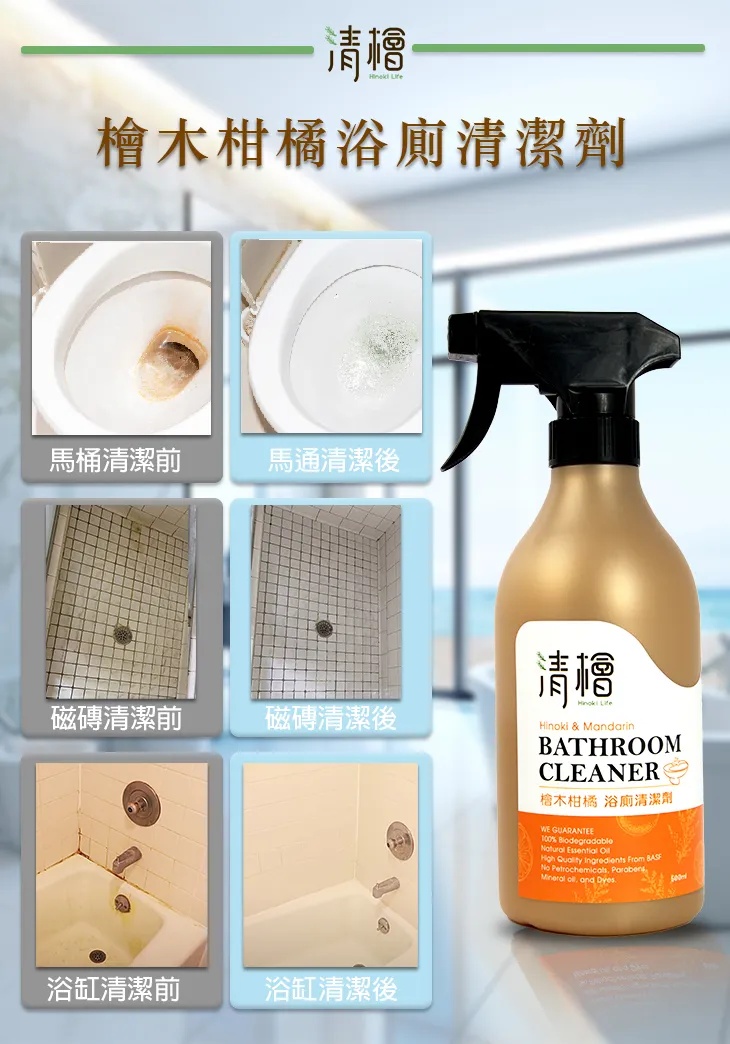 清檜
Hinoki Life
檜木柑橘浴廁清潔劑
馬桶清潔前
馬通清潔後
磁磚清潔前
磁磚清潔後
浴缸清潔前
浴缸清潔後
清檜
Hinoki Life
Hinoki & Mandarin
BATHROOM
CLEANER
檜木柑橘 浴廁清潔劑
WE GUARANTEE
100% Biodegradable
Natural Essential Oil
High Quality Ingredients From BASF
No Petrochemicals, Paraben,
Mineral oil, and Dyes.
500ml